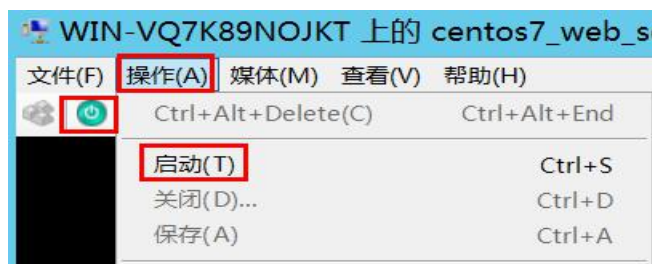 WIN-VQ7K89NOJKT 上的 centos7_web_s
文件(F) 操作(A) 媒体(M) 查看(V) 帮助(H)
Ctrl+Alt+Delete(C) Ctrl+Alt+End
启动(T) Ctrl+S
关闭(D)... Ctrl+D
保存(A) Ctrl+A